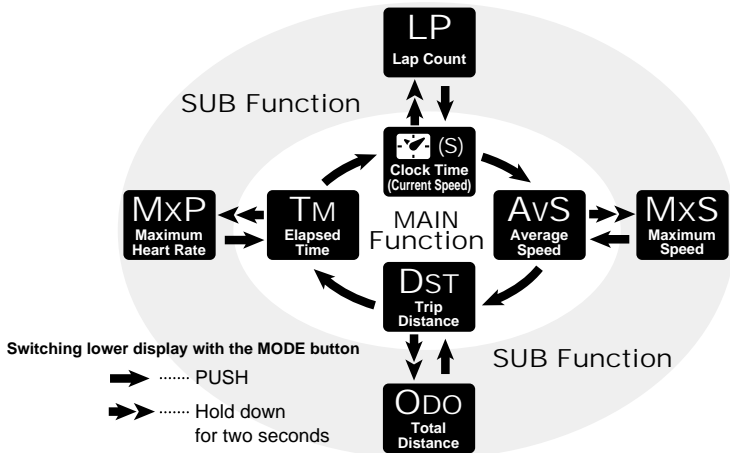 LP
Lap Count
SUB Function
(S)
Clock Time
(Current Speed)
MXP
Maximum
Heart Rate
TM
Elapsed
Time
MAIN
Function
AVS
Average
Speed
MXS
Maximum
Speed
DST
Trip
Distance
Switching lower display with the MODE button
SUB Function
······· PUSH
······· Hold down
for two seconds
ODO
Total
Distance